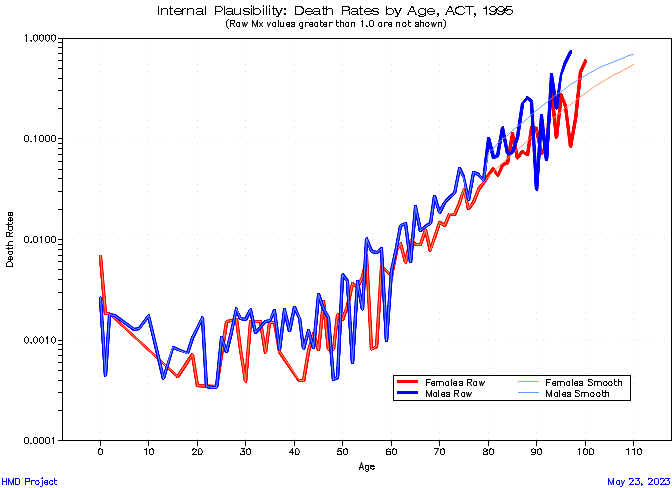 Internal Plausibility: Death Rates by Age, ACT, 1995
(Raw Mx values greater than 1.0 are not shown)
1.0000
0.1000
0.0100
0.0010
0.0001
Death Rates
0 10 20 30 40 50 60 70 80 90 100 110
Age
Females Raw Females Smooth
Males Raw Males Smooth
HMD Project May 23, 2023